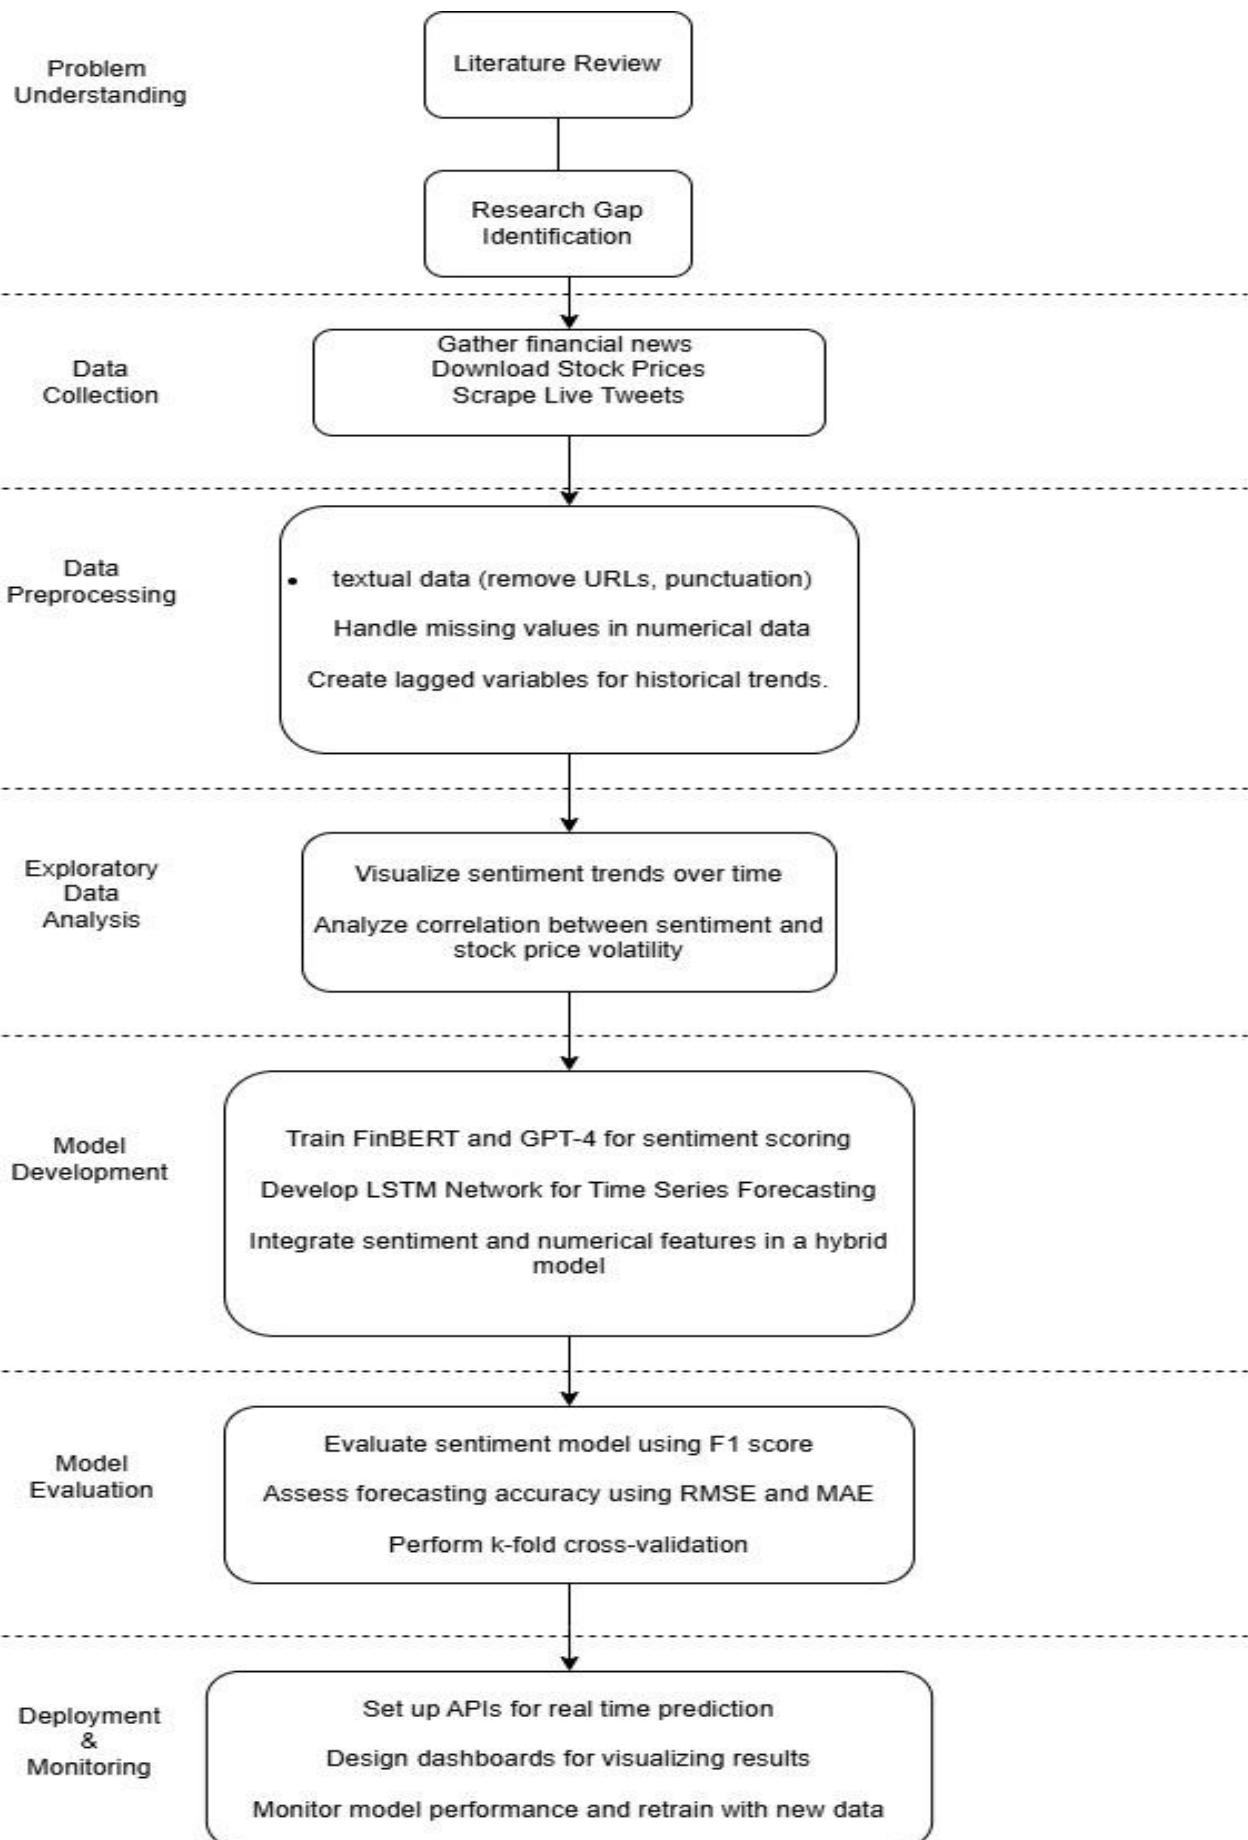 Problem
Understanding
Literature Review
Research Gap
Identification
Data
Collection
Gather financial news
Download Stock Prices
Scrape Live Tweets
Data
Preprocessing
• textual data (remove URLs, punctuation)
Handle missing values in numerical data
Create lagged variables for historical trends.
Exploratory
Data
Analysis
Visualize sentiment trends over time
Analyze correlation between sentiment and
stock price volatility
Model
Development
Train FinBERT and GPT-4 for sentiment scoring
Develop LSTM Network for Time Series Forecasting
Integrate sentiment and numerical features in a hybrid
model
Model
Evaluation
Evaluate sentiment model using F1 score
Assess forecasting accuracy using RMSE and MAE
Perform k-fold cross-validation
Deployment
&
Monitoring
Set up APIs for real time prediction
Design dashboards for visualizing results
Monitor model performance and retrain with new data